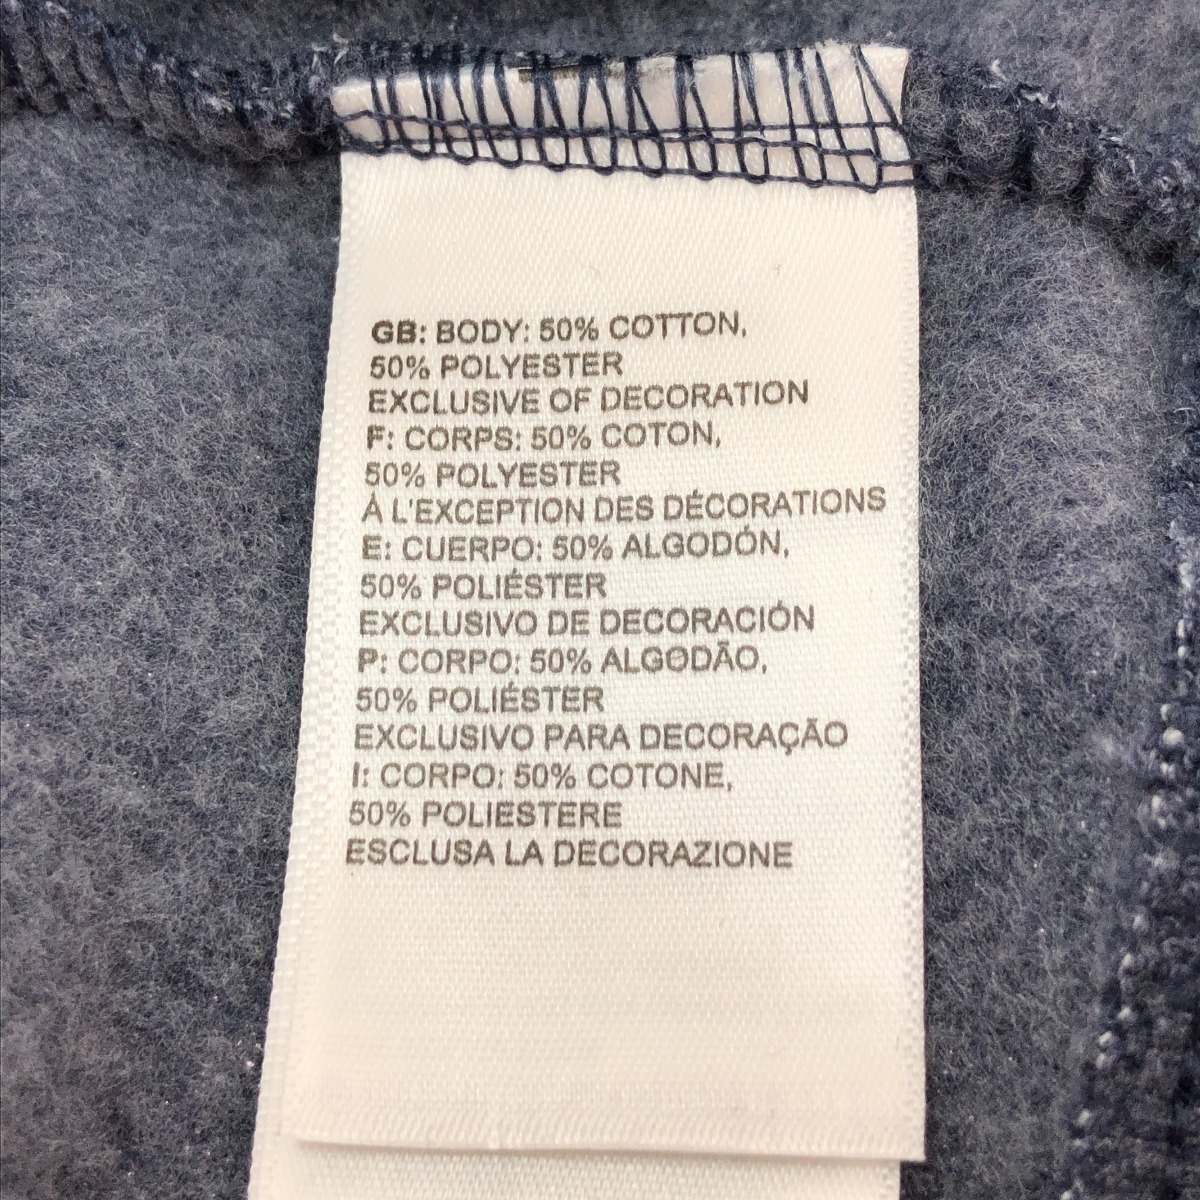 GB: BODY: 50% COTTON,
50% POLYESTER
EXCLUSIVE OF DECORATION
F: CORPS: 50% COTON,
50% POLYESTER
À L'EXCEPTION DES DÉCORATIONS
E: CUERPO: 50% ALGODÓN,
50% POLIÉSTER
EXCLUSIVO DE DECORACIÓN
P: CORPO: 50% ALGODÃO,
50% POLIÉSTER
EXCLUSIVO PARA DECORAÇÃO
I: CORPO: 50% COTONE,
50% POLIESTERE
ESCLUSA LA DECORAZIONE